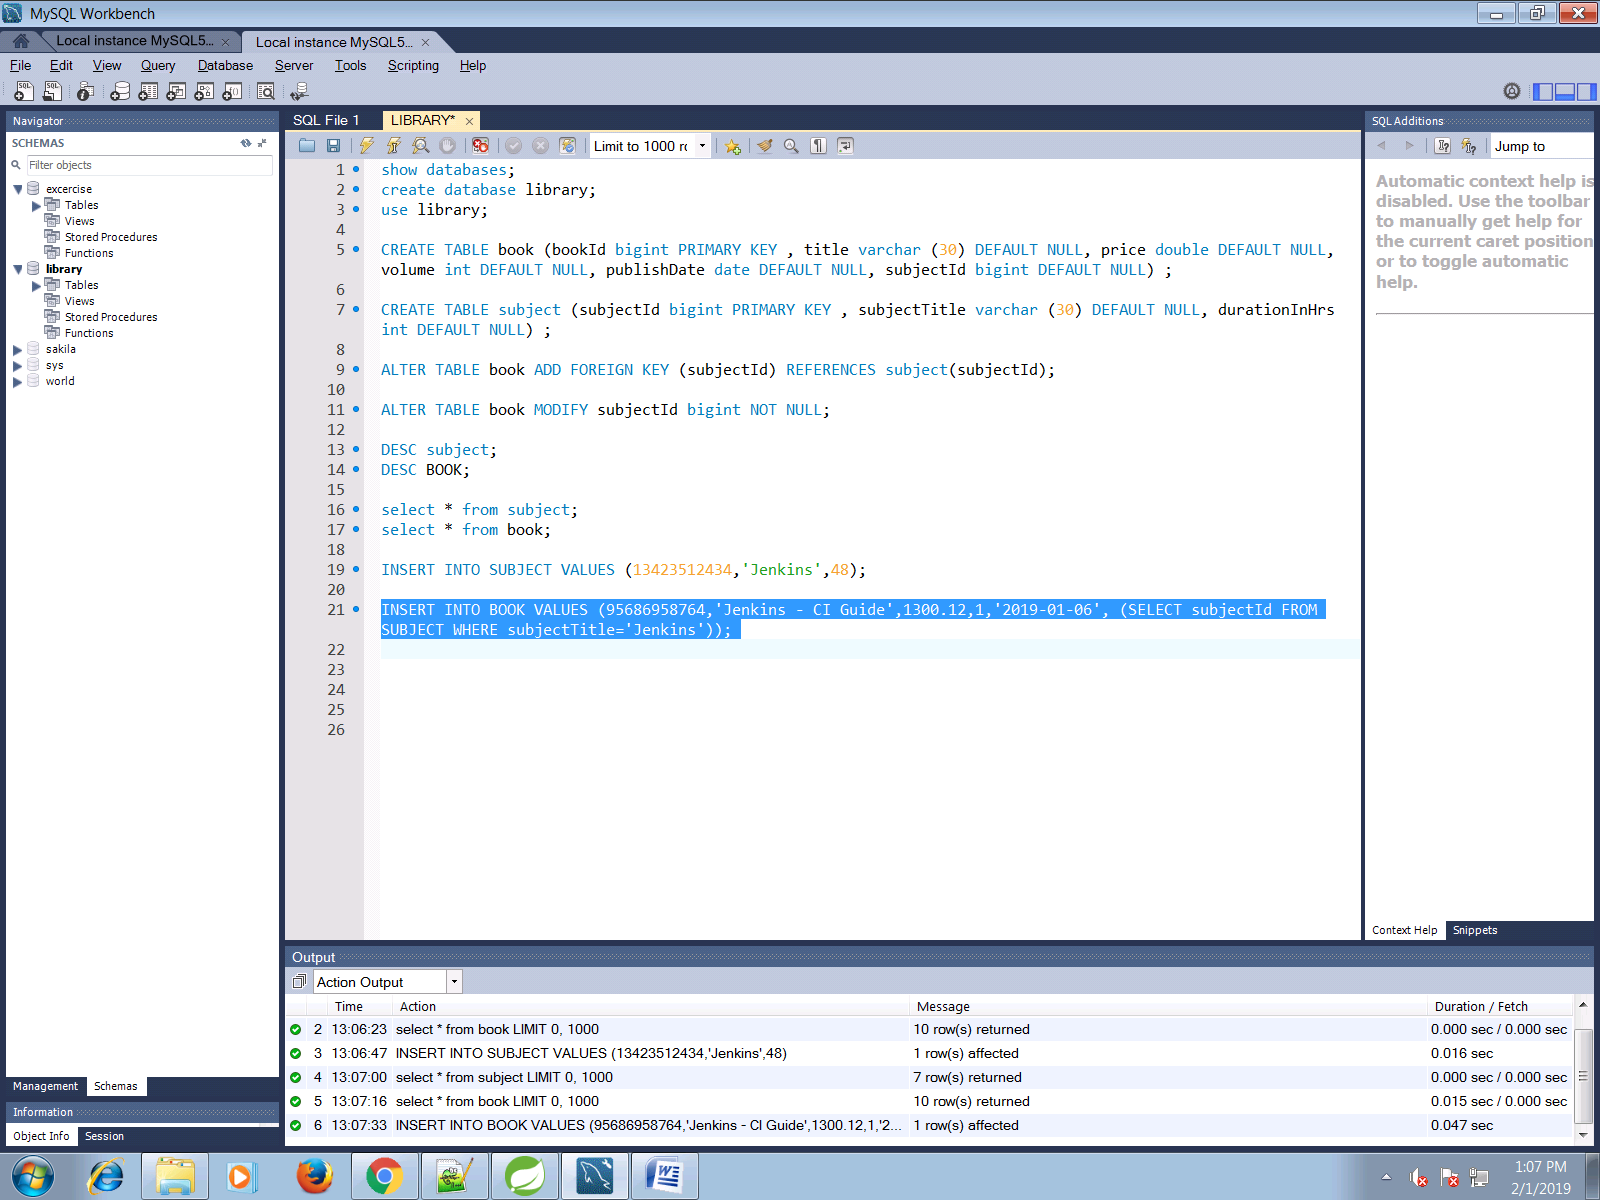 MySQL Workbench
Local instance MySQL5... ×
Local instance MySQL5... ×
File Edit View Query Database Server Tools Scripting Help
Navigator
SCHEMAS
Filter objects
excercise
Tables
Views
Stored Procedures
Functions
library
Tables
Views
Stored Procedures
Functions
sakila
sys
world
Management Schemas
Information
Object Info Session
SQL File 1 LIBRARY* ×
Limit to 1000 rc
1 show databases;
2 create database library;
3 use library;
4
5 CREATE TABLE book (bookId bigint PRIMARY KEY , title varchar (30) DEFAULT NULL, price double DEFAULT NULL,
volume int DEFAULT NULL, publishDate date DEFAULT NULL, subjectId bigint DEFAULT NULL) ;
6
7 CREATE TABLE subject (subjectId bigint PRIMARY KEY , subjectTitle varchar (30) DEFAULT NULL, durationInHrs
int DEFAULT NULL) ;
8
9 ALTER TABLE book ADD FOREIGN KEY (subjectId) REFERENCES subject(subjectId);
10
11 ALTER TABLE book MODIFY subjectId bigint NOT NULL;
12
13 DESC subject;
14 DESC BOOK;
15
16 select * from subject;
17 select * from book;
18
19 INSERT INTO SUBJECT VALUES (13423512434,'Jenkins',48);
20
21 INSERT INTO BOOK VALUES (95686958764,'Jenkins - CI Guide',1300.12,1,'2019-01-06', (SELECT subjectId FROM
SUBJECT WHERE subjectTitle='Jenkins'));
22
23
24
25
26
SQL Additions
Jump to
Automatic context help is
disabled. Use the toolbar
to manually get help for
the current caret position
or to toggle automatic
help.
Context Help Snippets
Output
Action Output
Time Action Message Duration / Fetch
2 13:06:23 select * from book LIMIT 0, 1000 10 row(s) returned 0.000 sec / 0.000 sec
3 13:06:47 INSERT INTO SUBJECT VALUES (13423512434,'Jenkins',48) 1 row(s) affected 0.016 sec
4 13:07:00 select * from subject LIMIT 0, 1000 7 row(s) returned 0.000 sec / 0.000 sec
5 13:07:16 select * from book LIMIT 0, 1000 10 row(s) returned 0.015 sec / 0.000 sec
6 13:07:33 INSERT INTO BOOK VALUES (95686958764,'Jenkins - CI Guide',1300.12,1,'2... 1 row(s) affected 0.047 sec
1:07 PM
2/1/2019